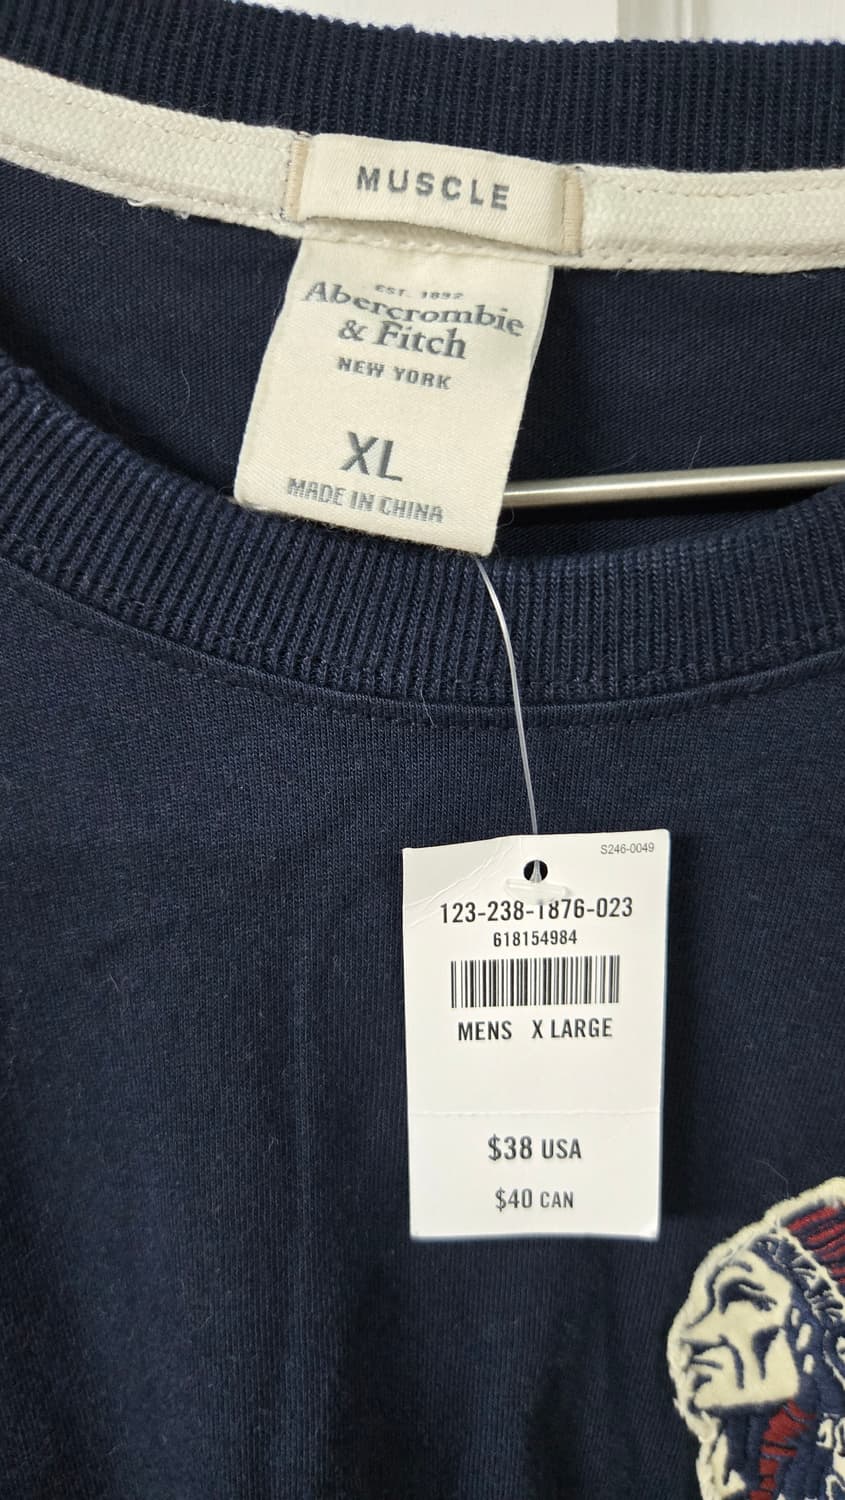 MUSCLE
EST. 1892
Abercrombie
& Fitch
NEW YORK
XL
MADE IN CHINA
S246-0049
123-238-1876-023
618154984
MENS X LARGE
$38 USA
$40 CAN